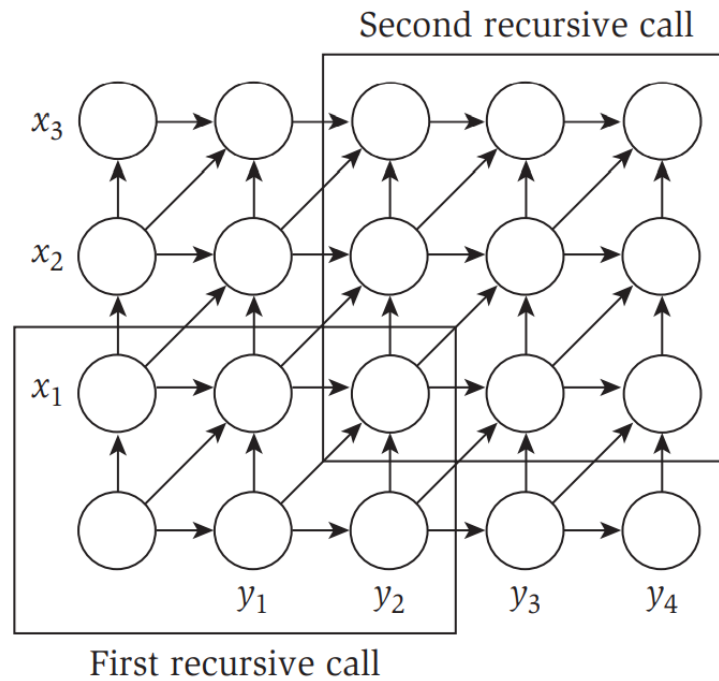 Second recursive call
x₃
x₂
x₁
y₁ y₂ y₃ y₄
First recursive call